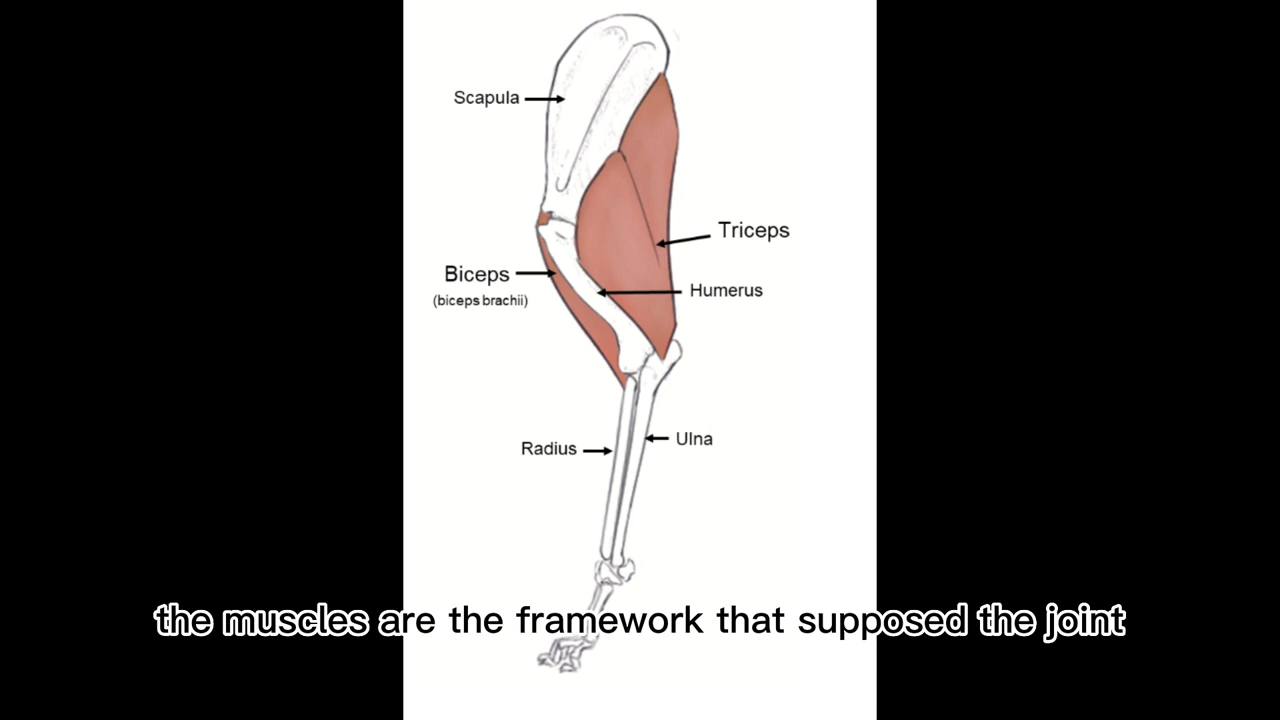 Scapula
Triceps
Biceps
(biceps brachii)
Humerus
Ulna
Radius
the muscles are the framework that supposed the joint